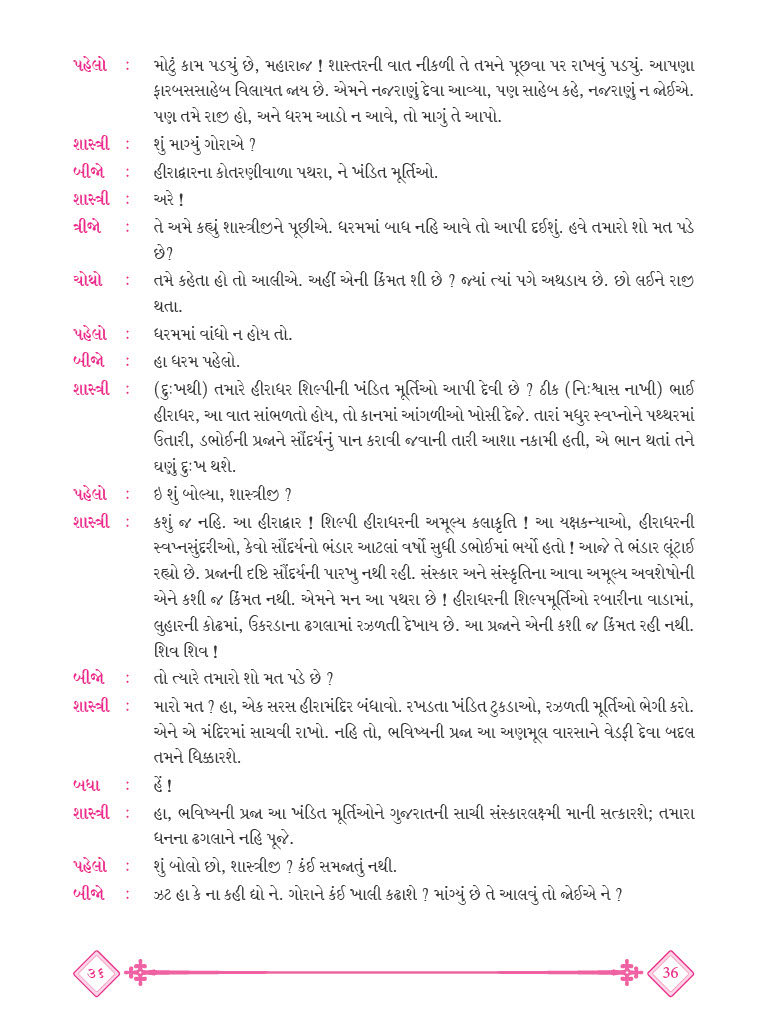 પહેલો : મોટું કામ પડયું છે, મહારાજ ! શાસ્તરની વાત નીકળી તે તમને પૂછવા પર રાખવું પડયું. આપણા
ફારબસસાહેબ વિલાયત જાય છે. એમને નજરાણું દેવા આવ્યા, પણ સાહેબ કહે, નજરાણું ન જોઈએ.
પણ તમે રાજી હો, અને ધરમ આડો ન આવે, તો માગું તે આપો.
શાસ્ત્રી : શું માગ્યું ગોરાએ ?
બીજો : હીરાદ્વારના કોતરણીવાળા પથરા, ને ખંડિત મૂર્તિઓ.
શાસ્ત્રી : અરે !
ત્રીજો : તે અમે કહ્યું શાસ્ત્રીજીને પૂછીએ. ધરમમાં બાધ નહિ આવે તો આપી દઈશું. હવે તમારો શો મત પડે
છે?
ચોથો : તમે કહેતા હો તો આલીએ. અહીં એની કિંમત શી છે ? જ્યાં ત્યાં પગે અથડાય છે. છો લઈને રાજી
થતા.
પહેલો : ધરમમાં વાંધો ન હોય તો.
બીજો : હા ધરમ પહેલો.
શાસ્ત્રી : (દુઃખથી) તમારે હીરાધર શિલ્પીની ખંડિત મૂર્તિઓ આપી દેવી છે ? ઠીક (નિઃશ્વાસ નાખી) ભાઈ
હીરાધર, આ વાત સાંભળતો હોય, તો કાનમાં આંગળીઓ ખોસી દેજે. તારાં મધુર સ્વપ્નોને પથ્થરમાં
ઉતારી, ડભોઈની પ્રજાને સૌંદર્યનું પાન કરાવી જવાની તારી આશા નકામી હતી, એ ભાન થતાં તને
ઘણું દુઃખ થશે.
પહેલો : ઇ શું બોલ્યા, શાસ્ત્રીજી ?
શાસ્ત્રી : કશું જ નહિ. આ હીરાદ્વાર ! શિલ્પી હીરાધરની અમૂલ્ય કલાકૃતિ ! આ યક્ષકન્યાઓ, હીરાધરની
સ્વપ્નસુંદરીઓ, કેવો સૌંદર્યનો ભંડાર આટલાં વર્ષો સુધી ડભોઈમાં ભર્યો હતો ! આજે તે ભંડાર લૂંટાઈ
રહ્યો છે. પ્રજાની દૃષ્ટિ સૌંદર્યની પારખુ નથી રહી. સંસ્કાર અને સંસ્કૃતિના આવા અમૂલ્ય અવશેષોની
એને કશી જ કિંમત નથી. એમને મન આ પથરા છે ! હીરાધરની શિલ્પમૂર્તિઓ રબારીના વાડામાં,
લુહારની કોઢમાં, ઉકરડાના ઢગલામાં રઝળતી દેખાય છે. આ પ્રજાને એની કશી જ કિંમત રહી નથી.
શિવ શિવ !
બીજો : તો ત્યારે તમારો શો મત પડે છે ?
શાસ્ત્રી : મારો મત ? હા, એક સરસ હીરામંદિર બંધાવો. રખડતા ખંડિત ટુકડાઓ, રઝળતી મૂર્તિઓ ભેગી કરો.
એને એ મંદિરમાં સાચવી રાખો. નહિ તો, ભવિષ્યની પ્રજા આ અણમૂલ વારસાને વેડફી દેવા બદલ
તમને ધિક્કારશે.
બધા : હેં !
શાસ્ત્રી : હા, ભવિષ્યની પ્રજા આ ખંડિત મૂર્તિઓને ગુજરાતની સાચી સંસ્કારલક્ષ્મી માની સત્કારશે; તમારા
ધનના ઢગલાને નહિ પૂજે.
પહેલો : શું બોલો છો, શાસ્ત્રીજી ? કંઈ સમજાતું નથી.
બીજો : ઝટ હા કે ના કહી દ્યો ને. ગોરાને કંઈ ખાલી કઢાશે ? માંગ્યું છે તે આલવું તો જોઈએ ને ?
૩૬ 36